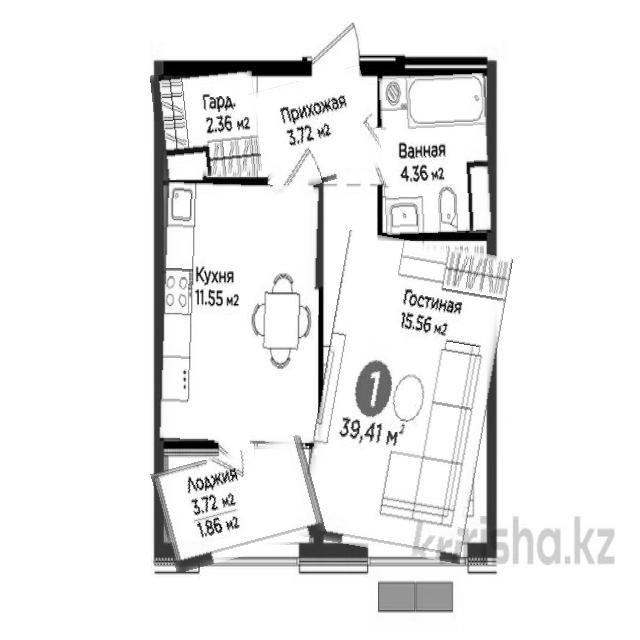 Гард.
2.36 м2
Прихожая
3.72 м2
Ванная
4.36 м2
Кухня
11.55 м2
Гостиная
15.56 м2
1
39,41 м²
Лоджия
3.72 м2
1.86 м2
krisha.kz